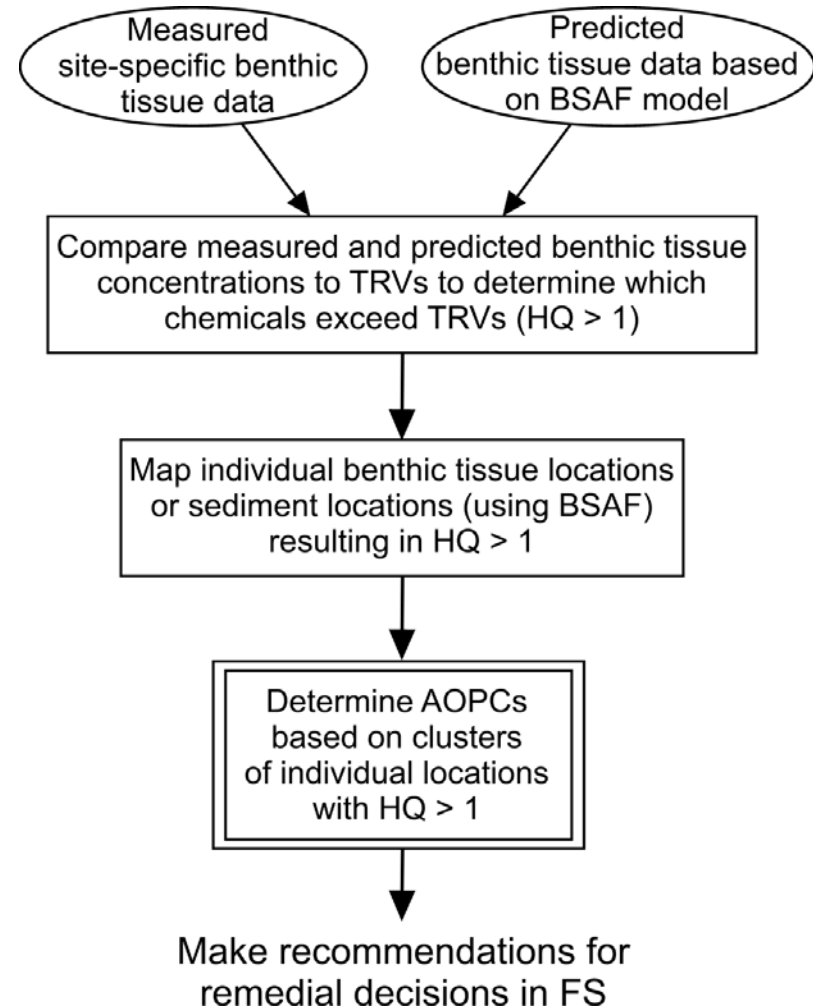 Measured
site-specific benthic
tissue data
Predicted
benthic tissue data based
on BSAF model
Compare measured and predicted benthic tissue
concentrations to TRVs to determine which
chemicals exceed TRVs (HQ > 1)
Map individual benthic tissue locations
or sediment locations (using BSAF)
resulting in HQ > 1
Determine AOPCs
based on clusters
of individual locations
with HQ > 1
Make recommendations for
remedial decisions in FS